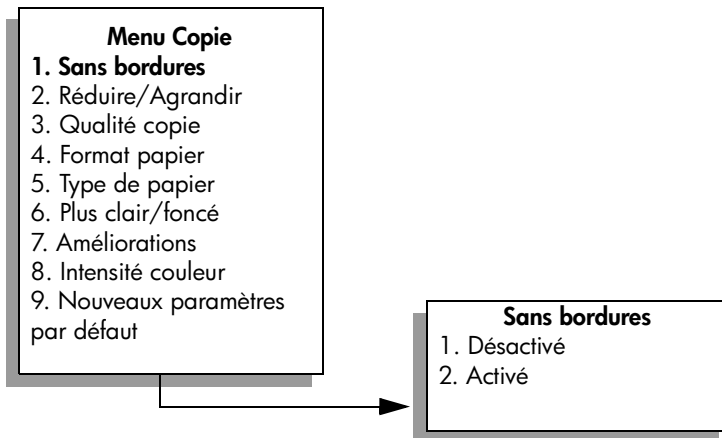 Menu Copie
1. Sans bordures
2. Réduire/Agrandir
3. Qualité copie
4. Format papier
5. Type de papier
6. Plus clair/foncé
7. Améliorations
8. Intensité couleur
9. Nouveaux paramètres
par défaut
Sans bordures
1. Désactivé
2. Activé